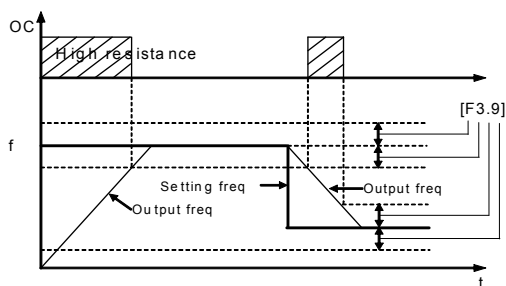 OC
High resistance
[F3.9]
f
Setting freq
Output freq
Output freq
t